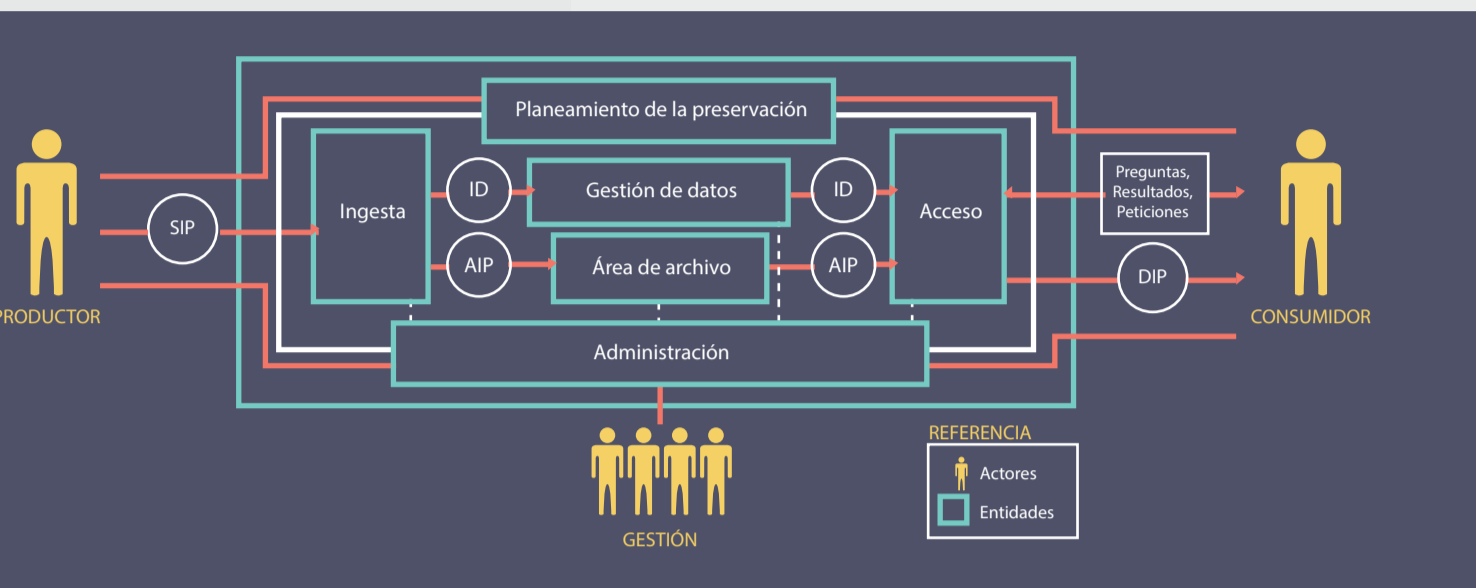 Planeamiento de la preservación
Ingesta
ID
Gestión de datos
ID
Acceso
Preguntas,
Resultados,
Peticiones
SIP
AIP
Área de archivo
AIP
DIP
PRODUCTOR
CONSUMIDOR
Administración
REFERENCIA
Actores
Entidades
GESTIÓN